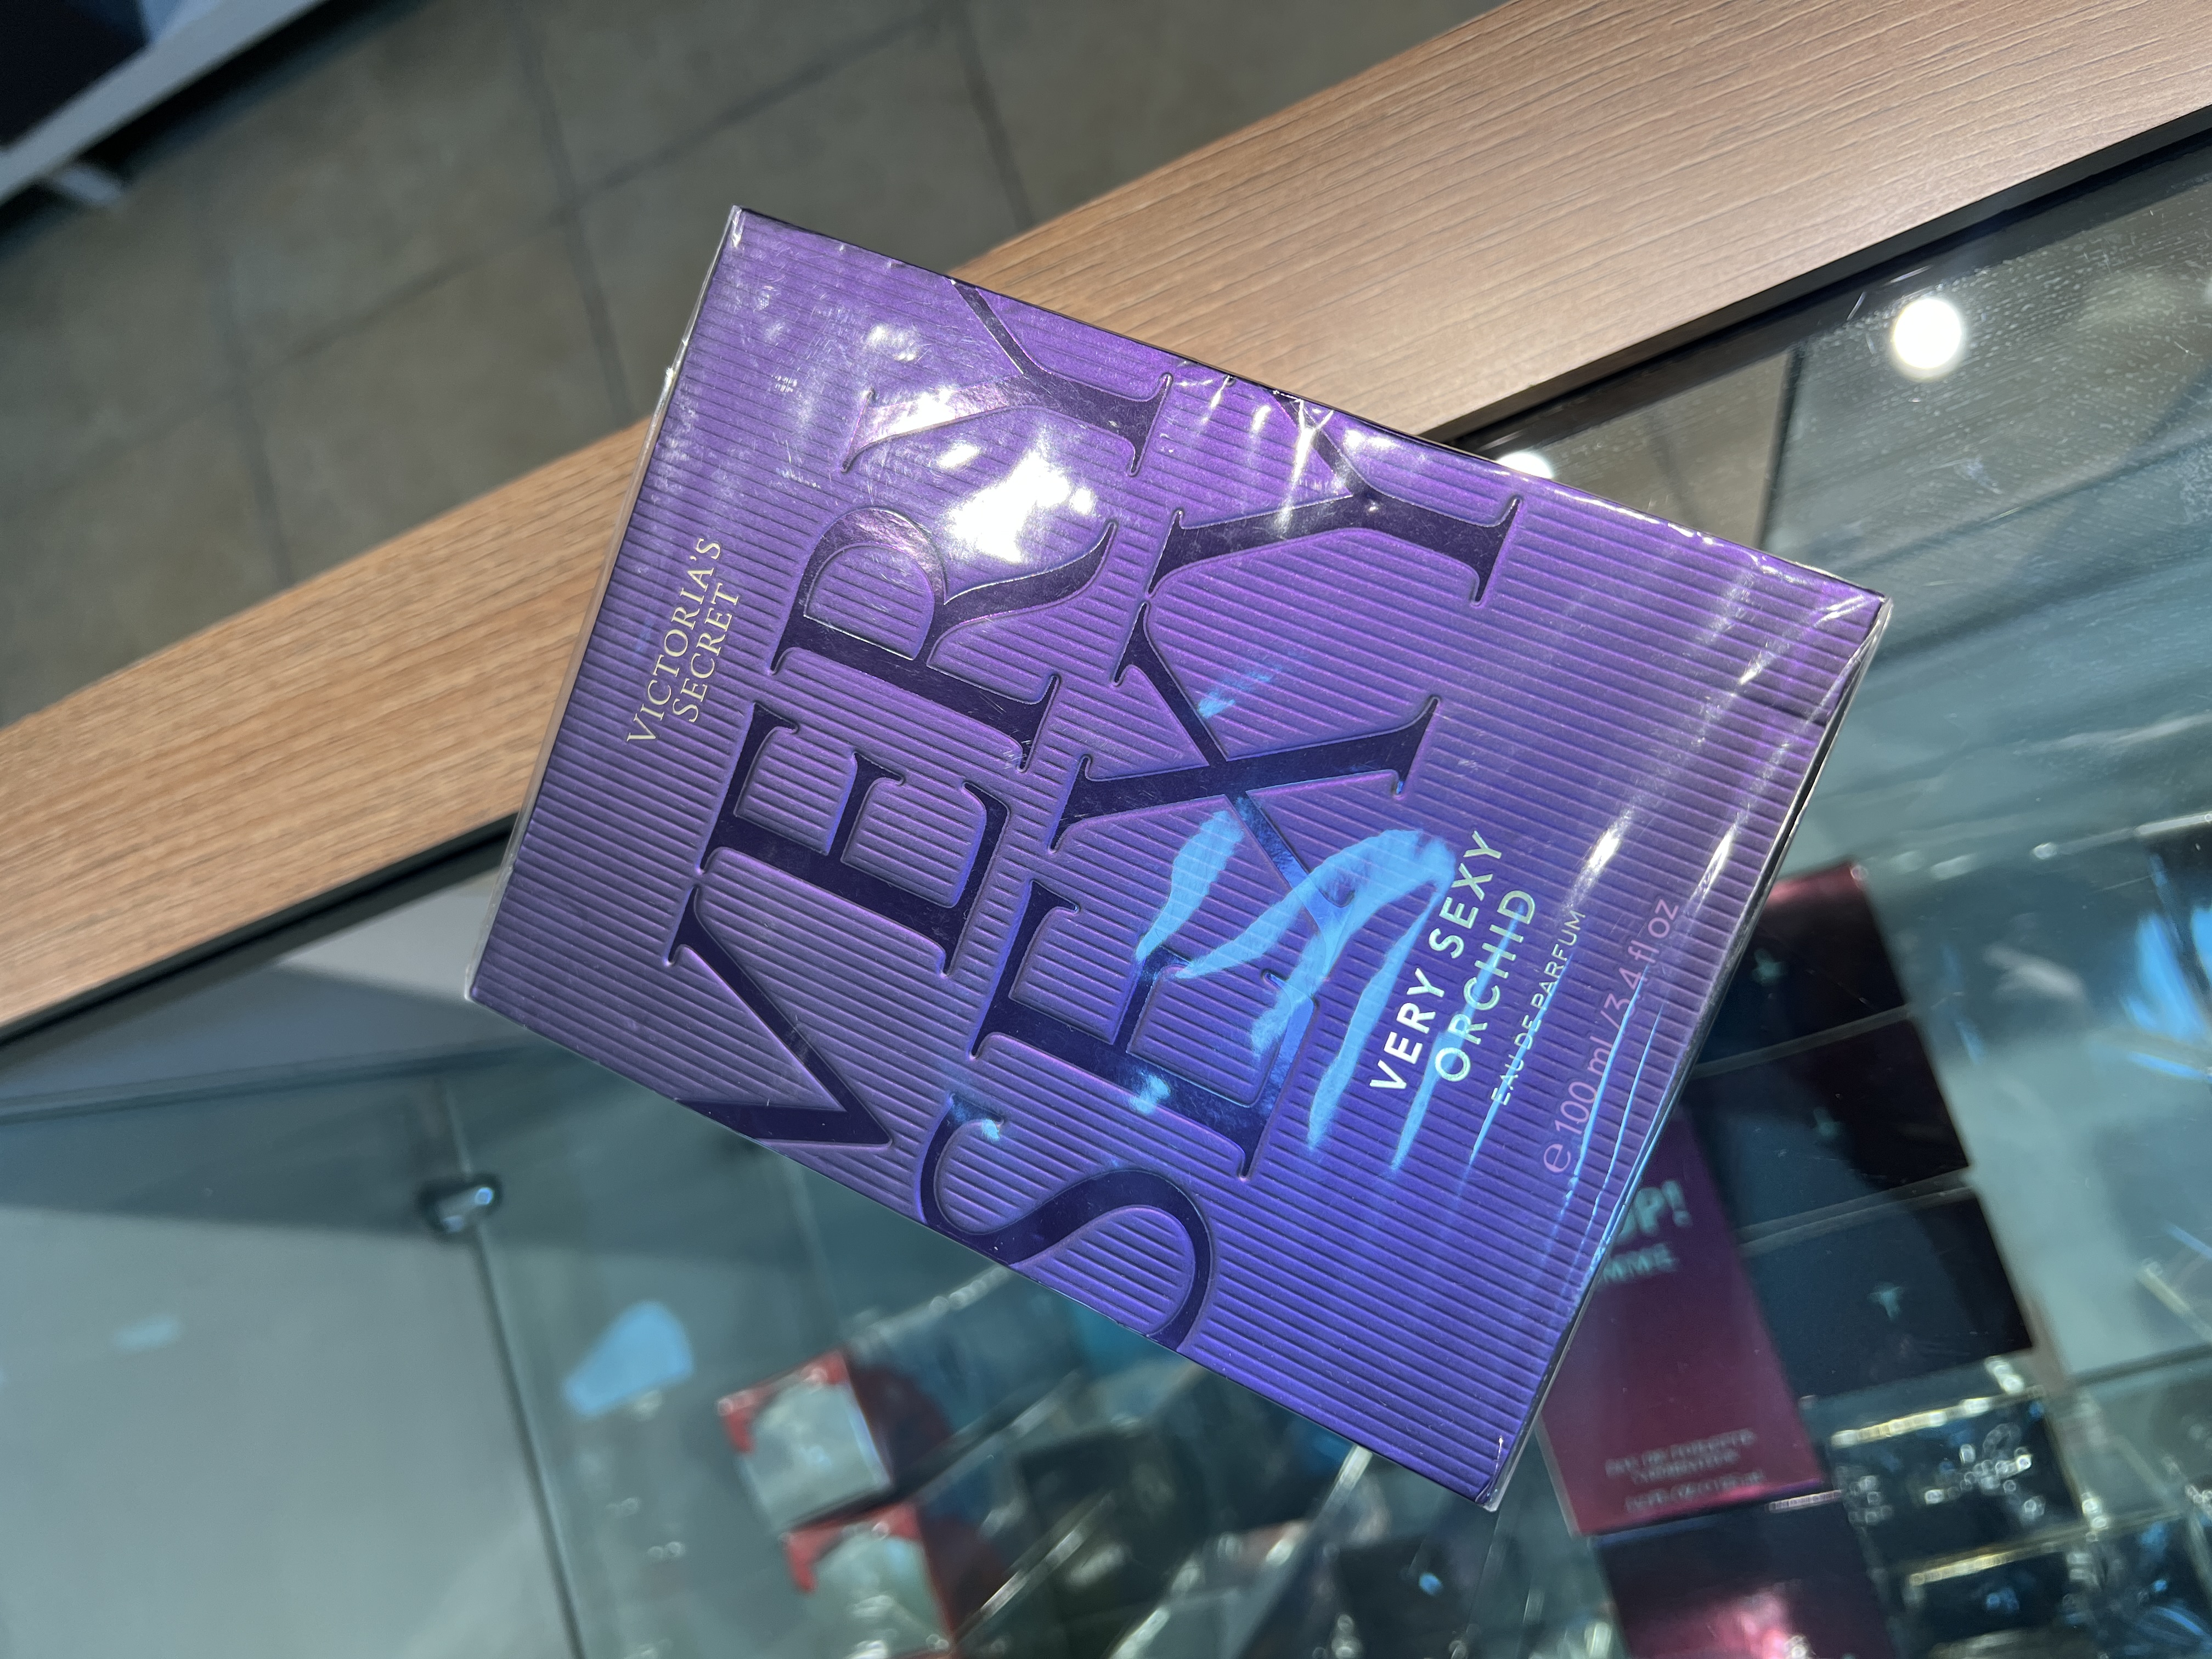 VICTORIA'S
SECRET
VERY
SEXY
VERY SEXY
ORCHID
EAU DE PARFUM
e 100 ml/3.4 fl oz